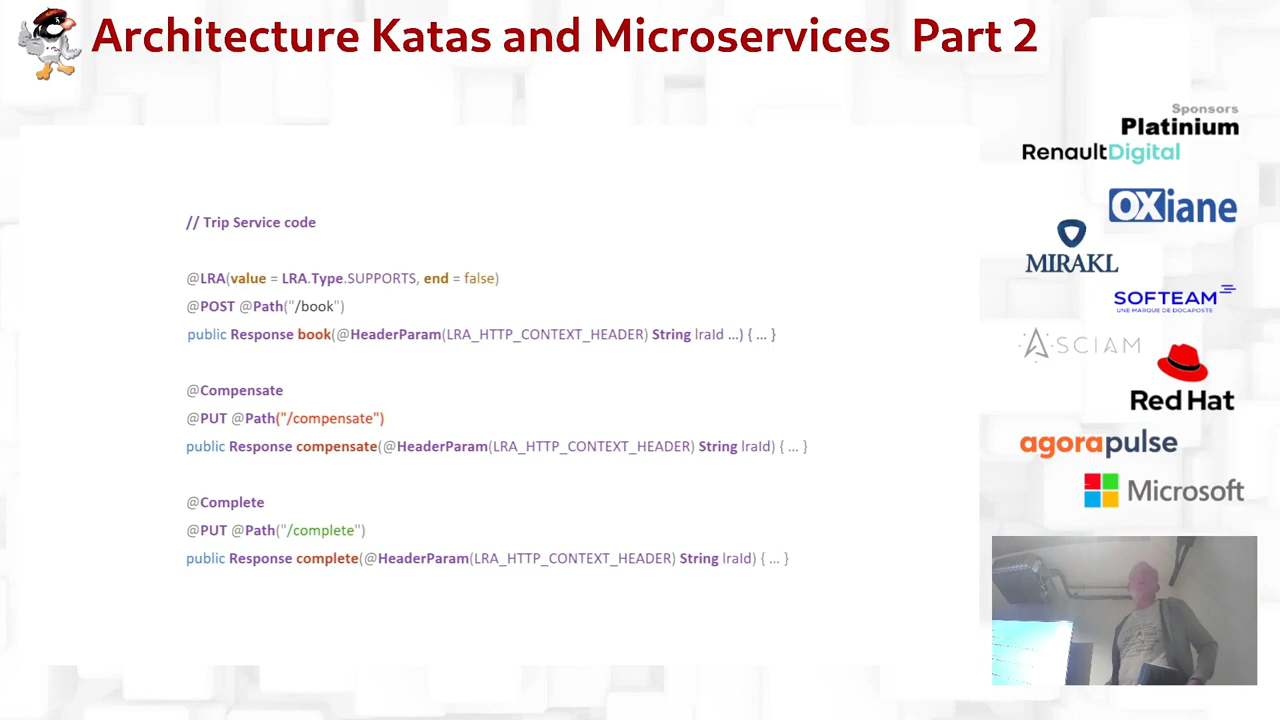 Architecture Katas and Microservices Part 2
// Trip Service code
@LRA(value = LRA.Type.SUPPORTS, end = false)
@POST @Path("/book")
public Response book(@HeaderParam(LRA_HTTP_CONTEXT_HEADER) String lraId ...) { ... }
@Compensate
@PUT @Path("/compensate")
public Response compensate(@HeaderParam(LRA_HTTP_CONTEXT_HEADER) String lraId) { ... }
@Complete
@PUT @Path("/complete")
public Response complete(@HeaderParam(LRA_HTTP_CONTEXT_HEADER) String lraId) { ... }
Sponsors
Platinium
RenaultDigital
OXiane
MIRAKL
SOFTEAM
UNE MARQUE DE DOCAPOSTE
ASCIAM
Red Hat
agorapulse
Microsoft